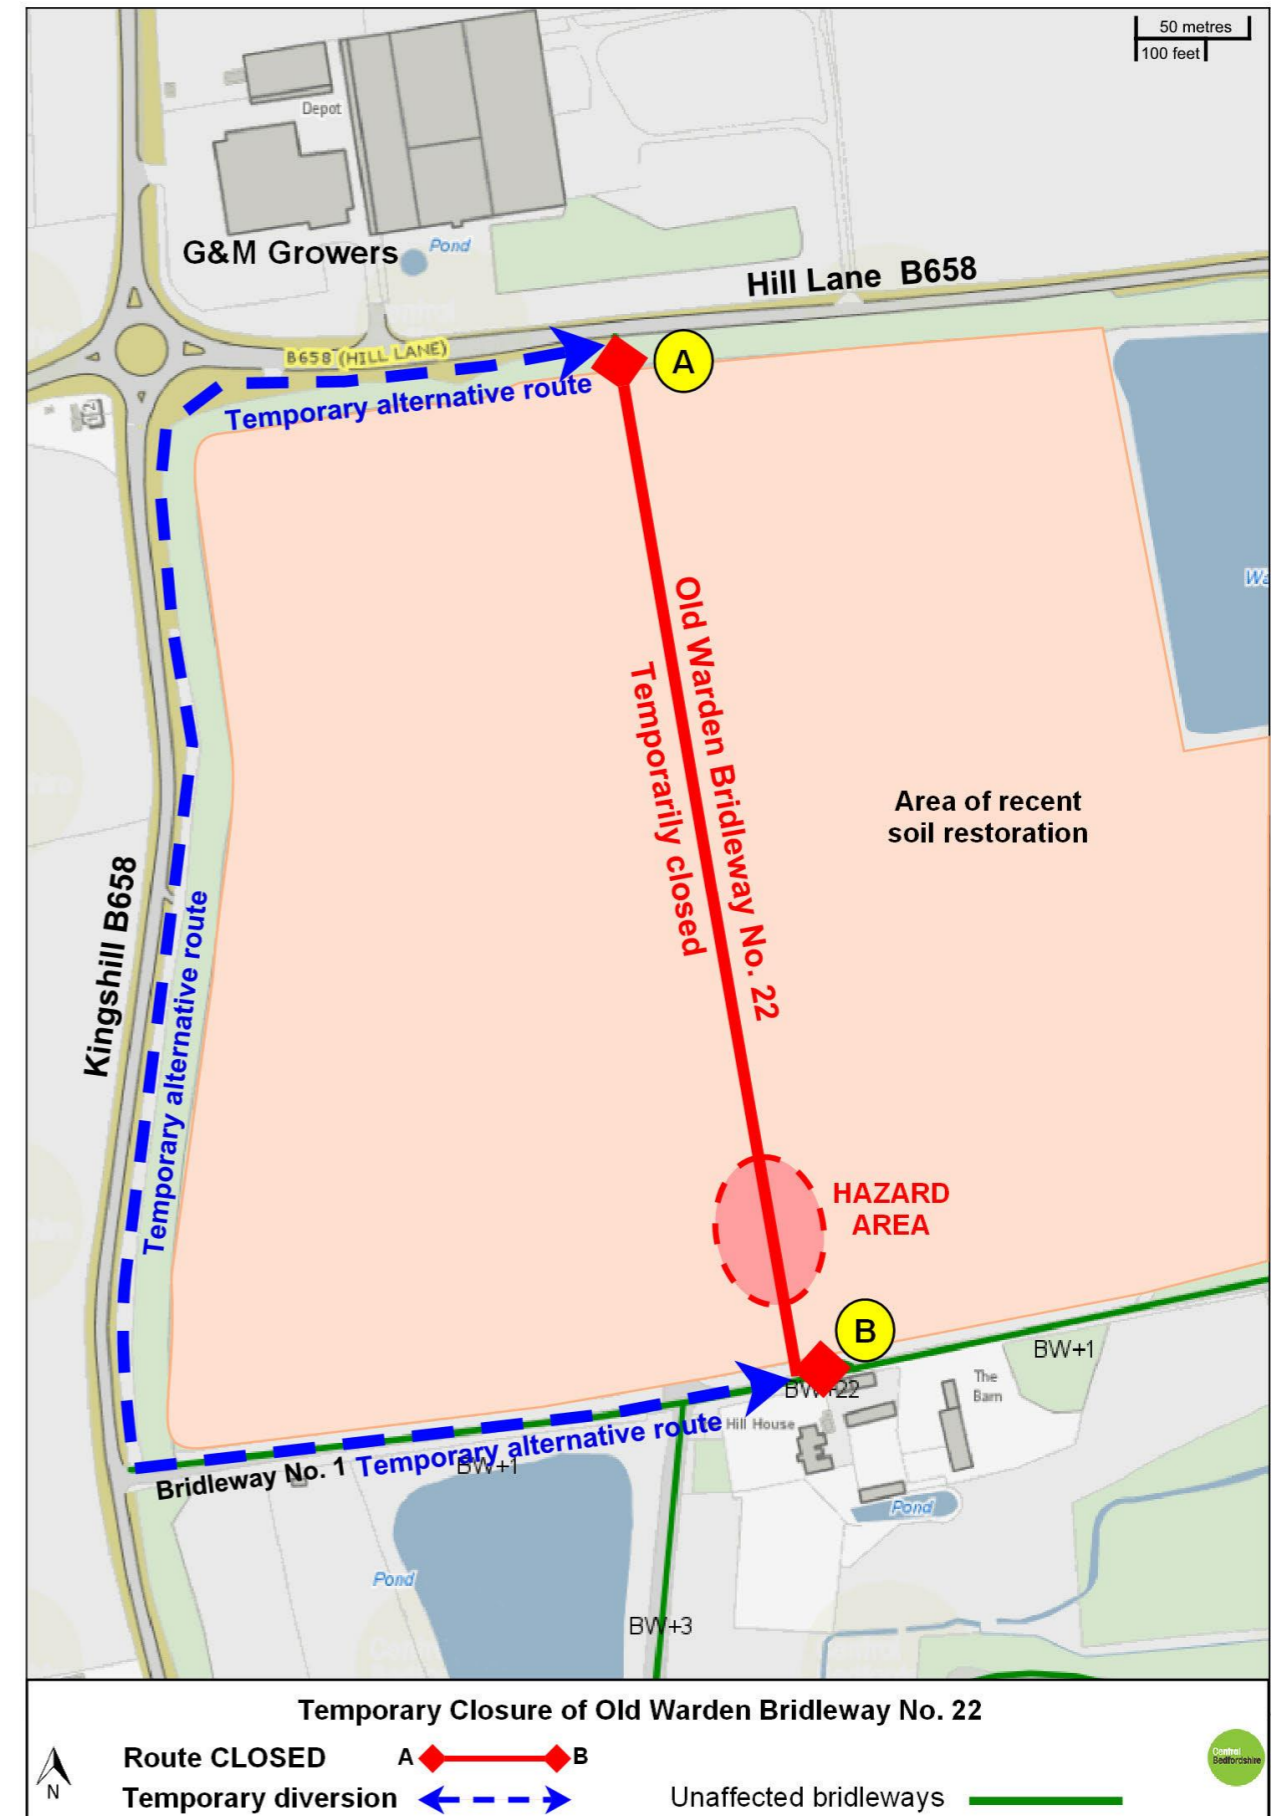 50 metres
100 feet
Depot
G&M Growers
Pond
Hill Lane B658
B658 (HILL LANE)
A
Temporary alternative route
Old Warden Bridleway No. 22
Temporarily closed
Area of recent
soil restoration
Kingshill B658
Temporary alternative route
HAZARD
AREA
B
BW+1
BW+22
The
Barn
Hill House
Temporary alternative route
Bridleway No. 1
BW+1
Pond
Pond
BW+3
Temporary Closure of Old Warden Bridleway No. 22
Route CLOSED A B
N
Temporary diversion
Unaffected bridleways
Central
Bedfordshire